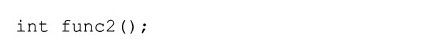 int func2();